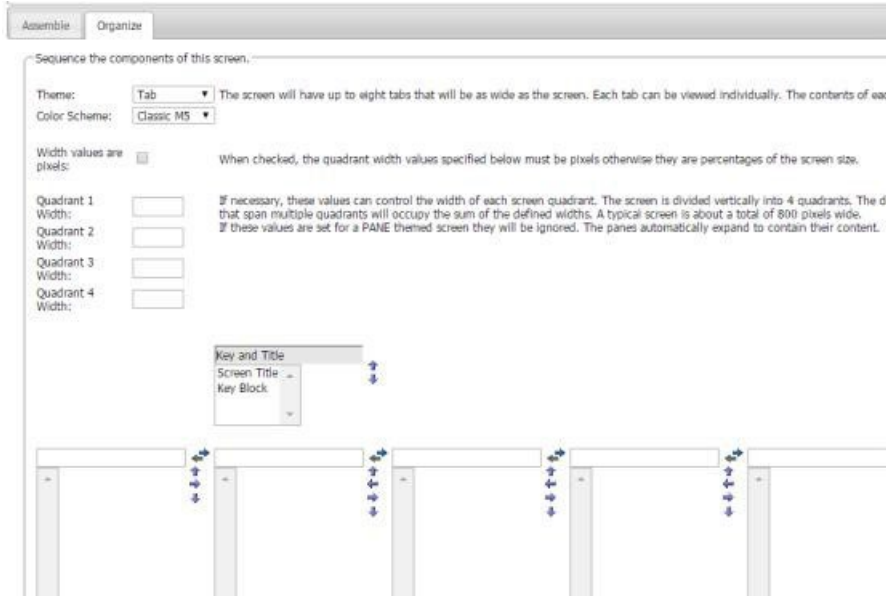 Assemble
Organize
Sequence the components of this screen.
Theme:
Tab
The screen will have up to eight tabs that will be as wide as the screen. Each tab can be viewed individually. The contents of
Color Scheme:
Classic M5
Width values are
pixels:
When checked, the quadrant width values specified below must be pixels otherwise they are percentages of the screen size.
Quadrant 1
Width:
If necessary, these values can control the width of each screen quadrant. The screen is divided vertically into 4 quadrants. The
that span multiple quadrants will occupy the sum of the defined widths. A typical screen is about a total of 800 pixels wide.
Quadrant 2
Width:
If these values are set for a PANE themed screen they will be ignored. The panes automatically expand to contain their content.
Quadrant 3
Width:
Quadrant 4
Width:
Key and Title
Screen Title
Key Block